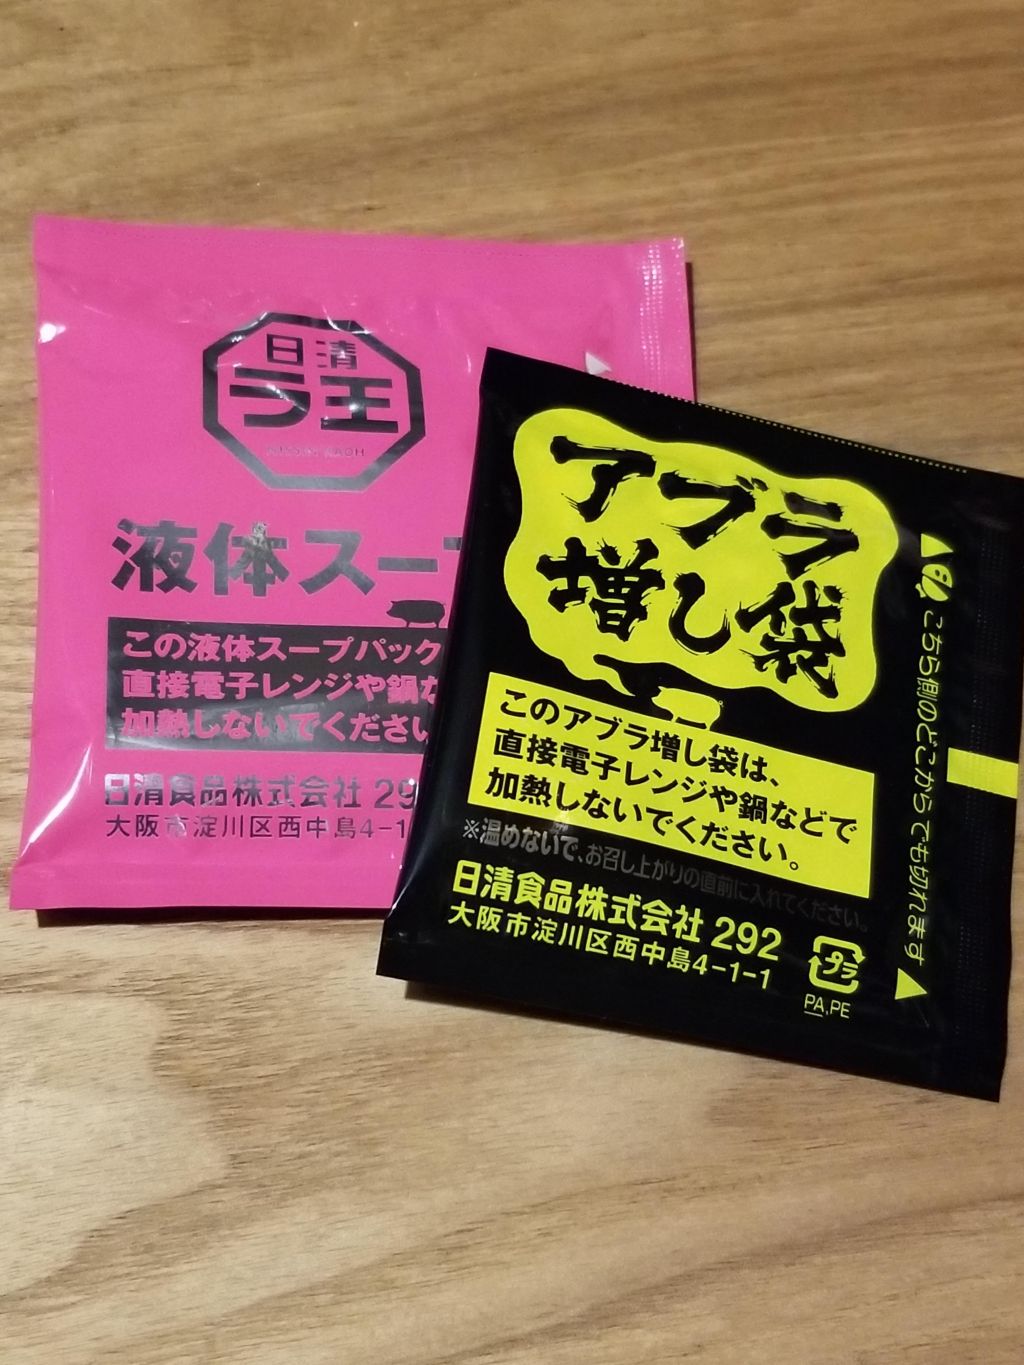 日清
ラ王
NISSIN RAOH
液体スー
この液体スープパック
直接電子レンジや鍋な
加熱しないでください
日清食品株式会社 29
大阪市淀川区西中島4-1
アブラ
増し袋
このアブラ増し袋は、
直接電子レンジや鍋などで
加熱しないでください。
※温めないで、お召し上がりの直前に入れてください。
日清食品株式会社 292
大阪市淀川区西中島4-1-1
プラ
PA,PE
こちら側のどこからでも切れます